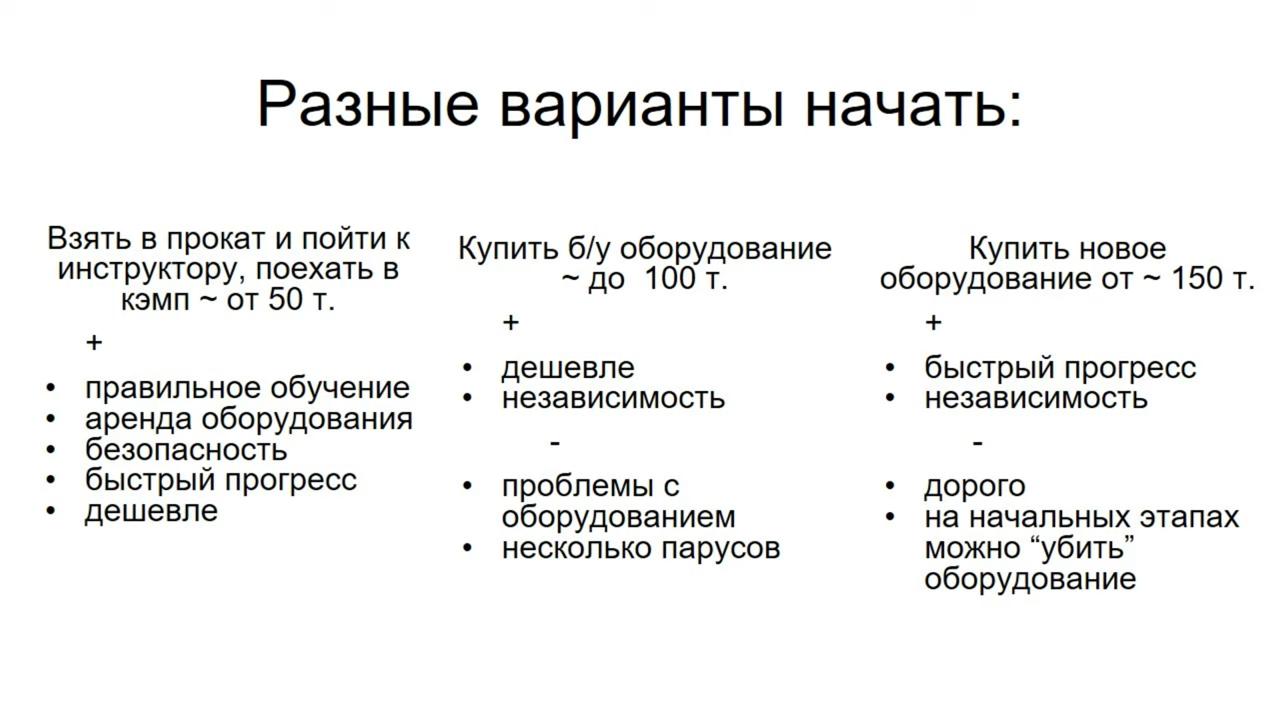 Разные варианты начать:
Взять в прокат и пойти к
инструктору, поехать в
кэмп ~ от 50 т.
+
• правильное обучение
• аренда оборудования
• безопасность
• быстрый прогресс
• дешевле
Купить б/у оборудование
~ до 100 т.
+
• дешевле
• независимость
-
• проблемы с
оборудованием
• несколько парусов
Купить новое
оборудование от ~ 150 т.
+
• быстрый прогресс
• независимость
-
• дорого
• на начальных этапах
можно “убить”
оборудование